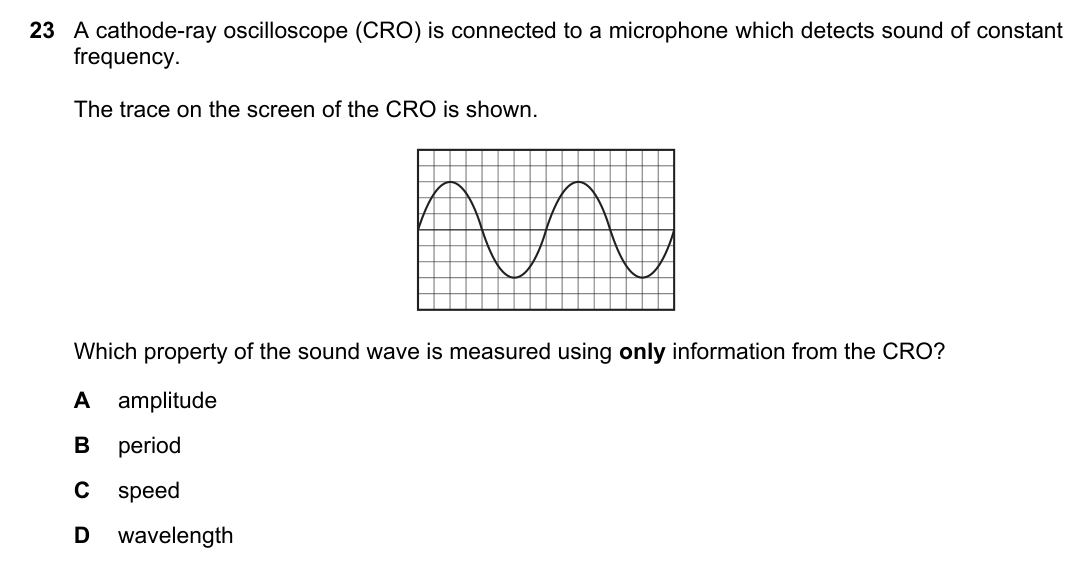 23 A cathode-ray oscilloscope (CRO) is connected to a microphone which detects sound of constant
frequency.
The trace on the screen of the CRO is shown.
Which property of the sound wave is measured using only information from the CRO?
A amplitude
B period
C speed
D wavelength